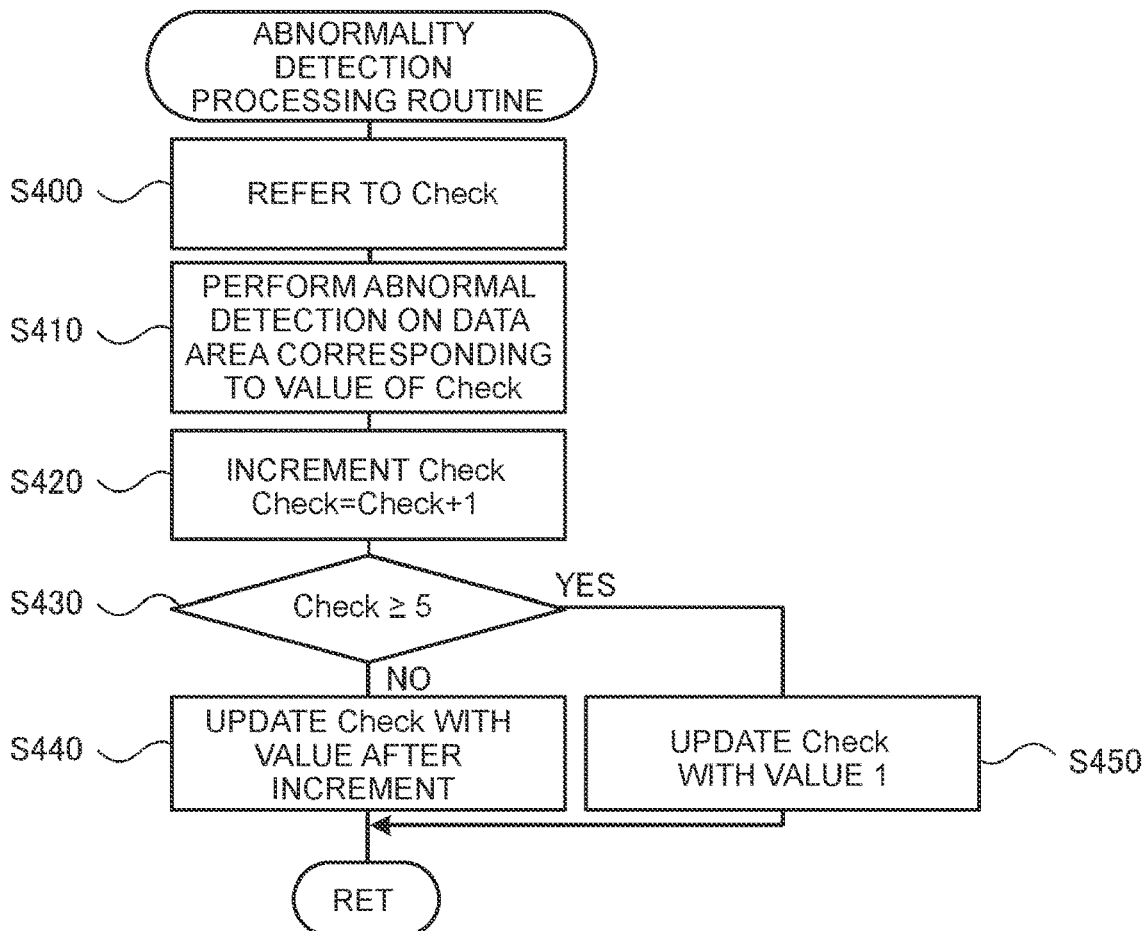 ABNORMALITY
DETECTION
PROCESSING ROUTINE
S400
REFER TO Check
S410
PERFORM ABNORMAL
DETECTION ON DATA
AREA CORRESPONDING
TO VALUE OF Check
S420
INCREMENT Check
Check=Check+1
S430
Check ≧ 5
YES
NO
S440
UPDATE Check WITH
VALUE AFTER
INCREMENT
UPDATE Check
WITH VALUE 1
S450
RET